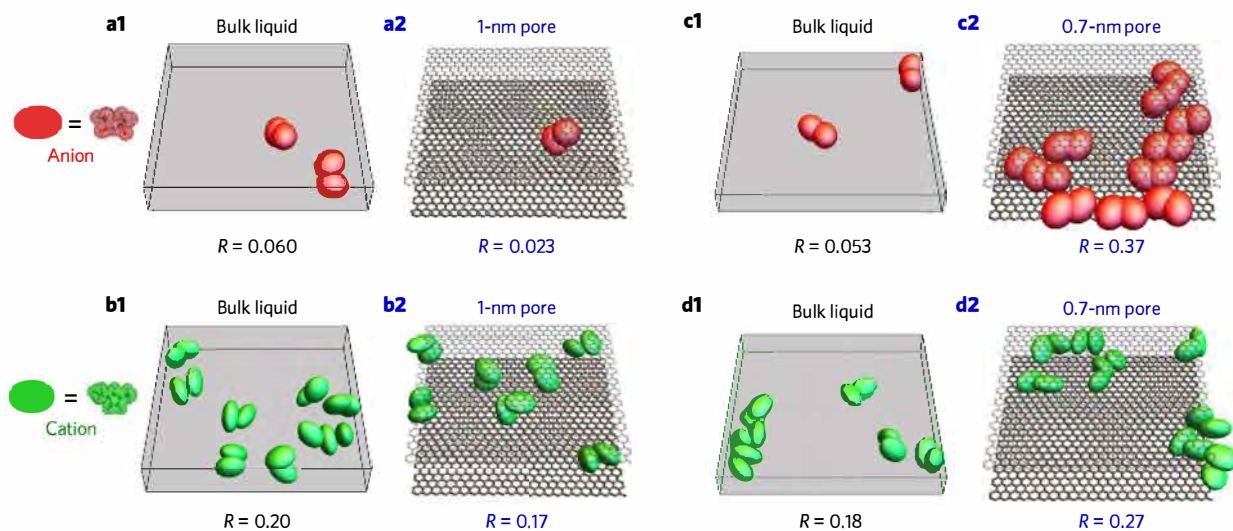 a1
Bulk liquid
a2
1-nm pore
c1
Bulk liquid
c2
0.7-nm pore
=
Anion
R = 0.060
R = 0.023
R = 0.053
R = 0.37
b1
Bulk liquid
b2
1-nm pore
d1
Bulk liquid
d2
0.7-nm pore
=
Cation
R = 0.20
R = 0.17
R = 0.18
R = 0.27